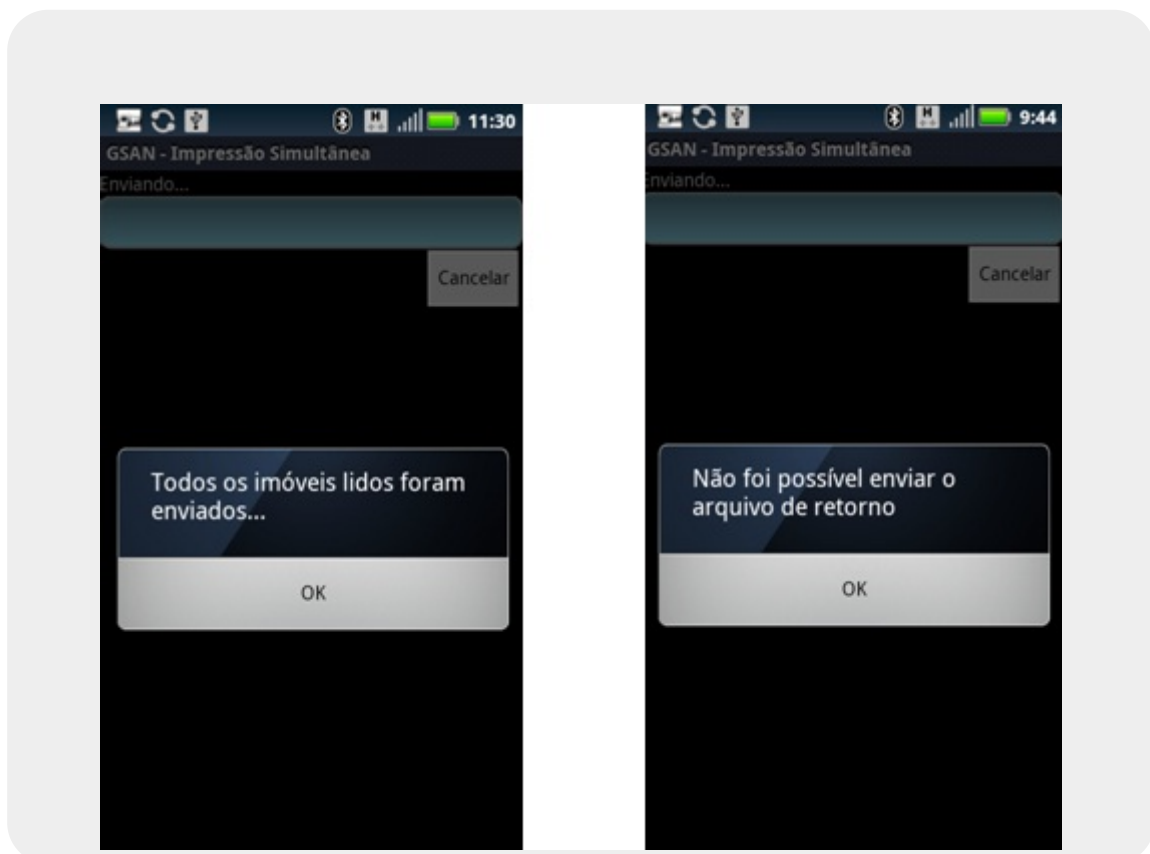 11:30
GSAN - Impressão Simultânea
Enviando...
Cancelar
Todos os imóveis lidos foram
enviados...
OK
9:44
GSAN - Impressão Simultânea
Enviando...
Cancelar
Não foi possível enviar o
arquivo de retorno
OK